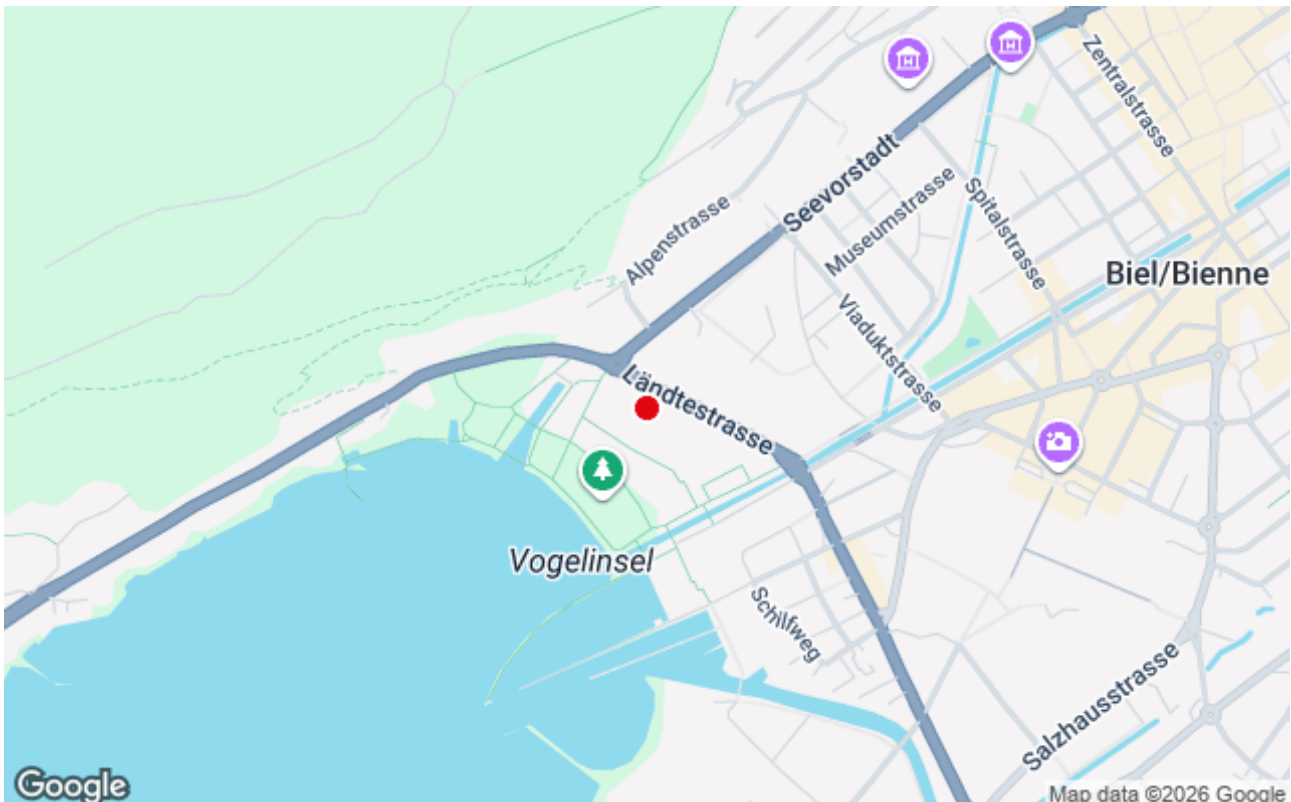 Zentralstrasse
Seevorstadt
Museumstrasse
Spitalstrasse
Alpenstrasse
Biel/Bienne
Viaduktstrasse
Ländtestrasse
Vogelinsel
Schilfweg
Salzhausstrasse
Google
Map data ©2026 Google